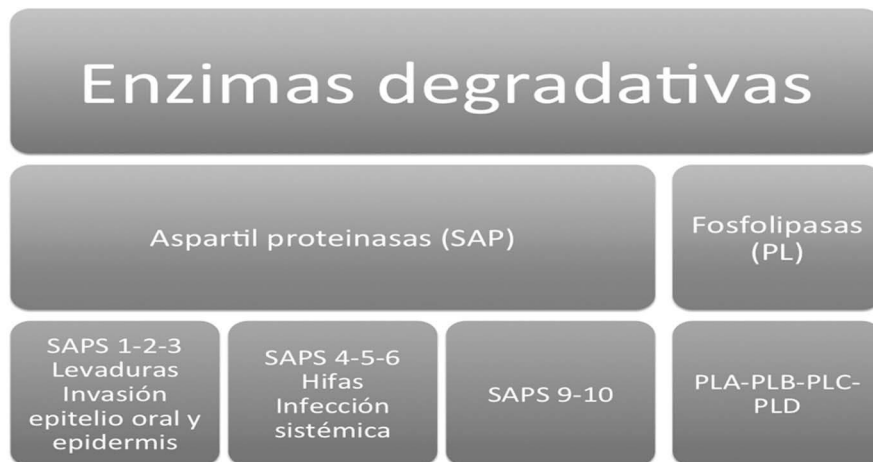 Enzimas degradativas
Aspartil proteinasas (SAP)
Fosfolipasas
(PL)
SAPS 1-2-3
Levaduras
Invasión
epitelio oral y
epidermis
SAPS 4-5-6
Hifas
Infección
sistémica
SAPS 9-10
PLA-PLB-PLC-
PLD